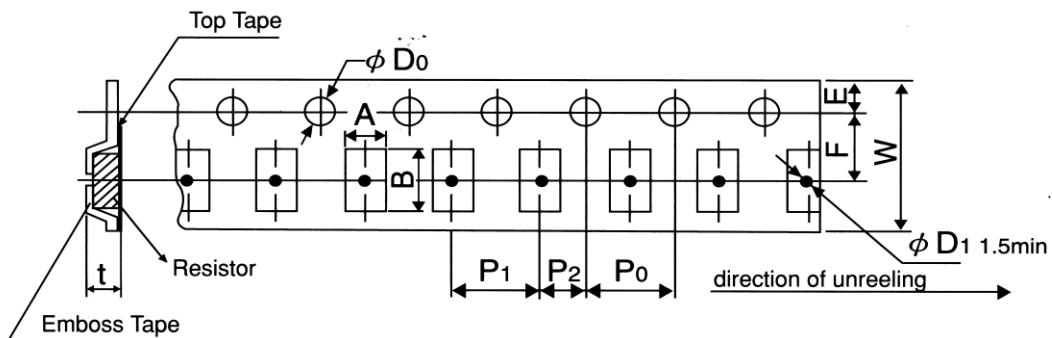 Top Tape
φ D0
A
E
B
F
W
φ D1 1.5min
Resistor
t
P1
P2
P0
direction of unreeling
Emboss Tape